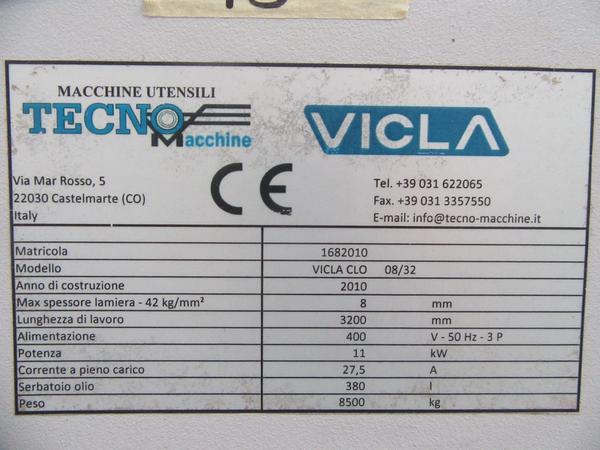 MACCHINE UTENSILI
TECNO Macchine
VICLA
Via Mar Rosso, 5
22030 Castelmarte (CO)
Italy
CE
Tel. +39 031 622065
Fax. +39 031 3357550
E-mail: info@tecno-macchine.it
Matricola 1682010
Modello VICLA CLO 08/32
Anno di costruzione 2010
Max spessore lamiera - 42 kg/mm² 8 mm
Lunghezza di lavoro 3200 mm
Alimentazione 400 V - 50 Hz - 3 P
Potenza 11 kW
Corrente a pieno carico 27,5 A
Serbatoio olio 380 l
Peso 8500 kg